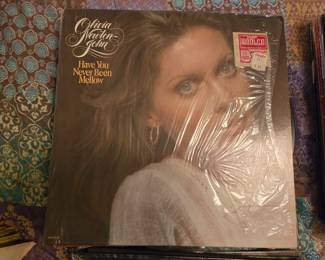 Olivia
Newton-
John
Have You
Never Been
Mellow